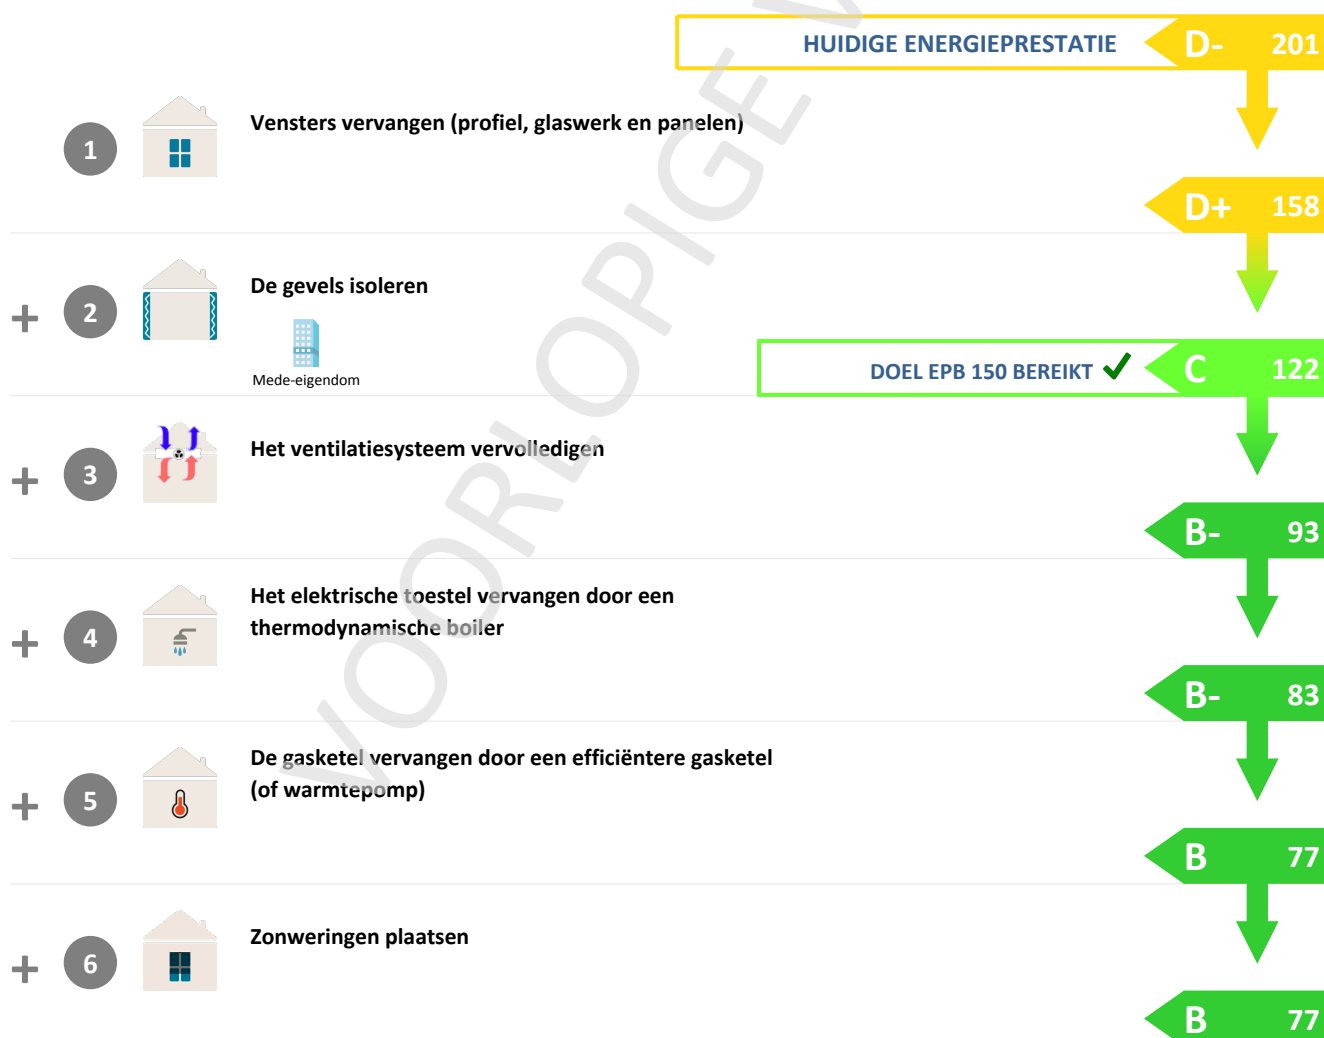 HUIDIGE ENERGIEPRESTATIE D- 201
1 Vensters vervangen (profiel, glaswerk en panelen)
D+ 158
+ 2 De gevels isoleren
Mede-eigendom
DOEL EPB 150 BEREIKT C 122
+ 3 Het ventilatiesysteem vervolledigen
B- 93
+ 4 Het elektrische toestel vervangen door een
thermodynamische boiler
B- 83
+ 5 De gasketel vervangen door een efficiëntere gasketel
(of warmtepomp)
B 77
+ 6 Zonweringen plaatsen
B 77
VOORLOPIGE V